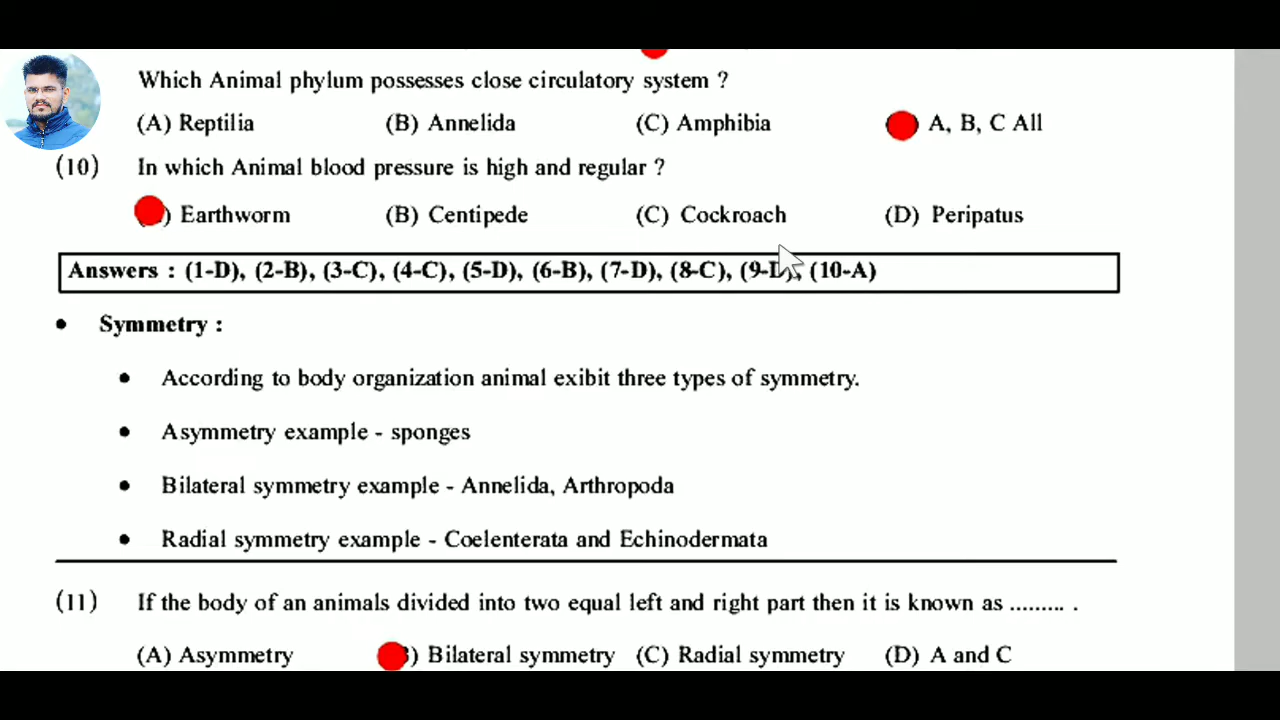 Which Animal phylum possesses close circulatory system ?
(A) Reptilia (B) Annelida (C) Amphibia ) A, B, C All
(10) In which Animal blood pressure is high and regular ?
) Earthworm (B) Centipede (C) Cockroach (D) Peripatus
Answers : (1-D), (2-B), (3-C), (4-C), (5-D), (6-B), (7-D), (8-C), (9-D), (10-A)
• Symmetry :
• According to body organization animal exibit three types of symmetry.
• Asymmetry example - sponges
• Bilateral symmetry example - Annelida, Arthropoda
• Radial symmetry example - Coelenterata and Echinodermata
(11) If the body of an animals divided into two equal left and right part then it is known as ......... .
(A) Asymmetry B) Bilateral symmetry (C) Radial symmetry (D) A and C